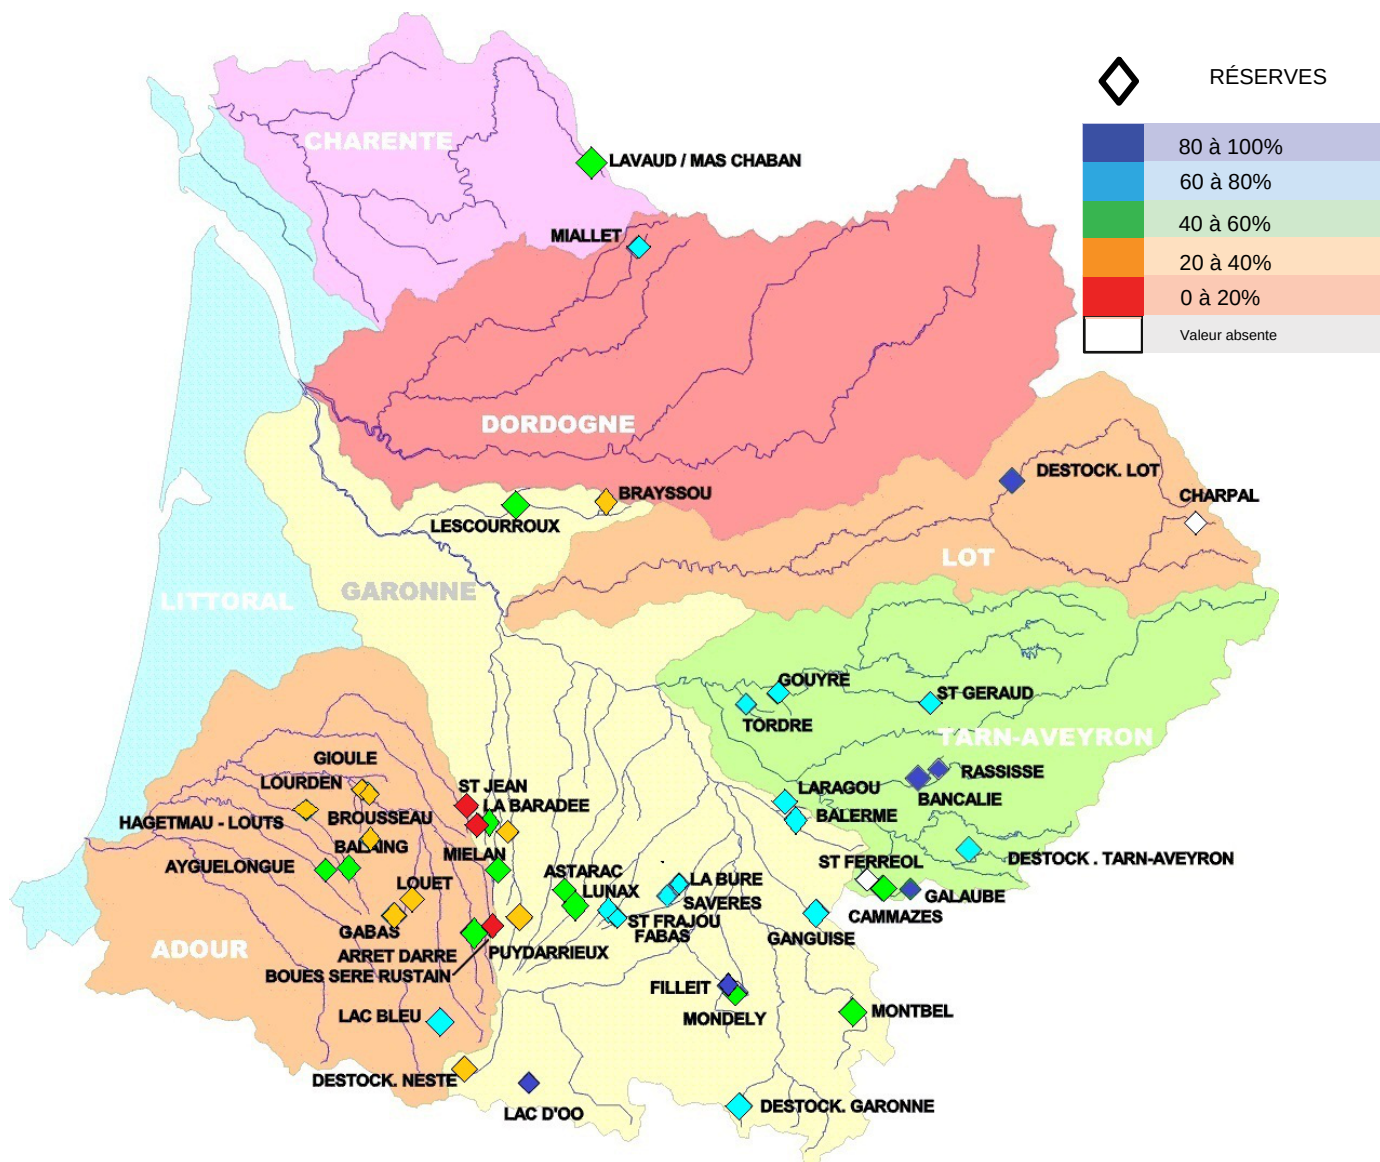 RÉSERVES
80 à 100%
60 à 80%
40 à 60%
20 à 40%
0 à 20%
Valeur absente
CHARENTE
LAVAUD / MAS CHABAN
MIALLET
DORDOGNE
DESTOCK. LOT
CHARPAL
BRAYSSOU
LESCOURROUX
LOT
GARONNE
LITTORAL
GOUYRE
ST GERAUD
TORDRE
TARN-AVEYRON
GIOULE
RASSISSE
LOURDEN
ST JEAN
LARAGOU
BANCALIE
LA BARADEE
HAGETMAU - LOUTS
BROUSSEAU
BALERME
BALAING
MIELAN
DESTOCK . TARN-AVEYRON
AYGUELONGUE
ASTARAC
ST FERREOL
LOUET
LUNAX
LA BURE
GALAUBE
SAVERES
CAMMAZES
ST FRAJOU
GABAS
FABAS
GANGUISE
ADOUR
ARRET DARRE
PUYDARRIEUX
BOUES SERE RUSTAIN
FILLEIT
LAC BLEU
MONDELY
MONTBEL
DESTOCK. NESTE
LAC D'OO
DESTOCK. GARONNE